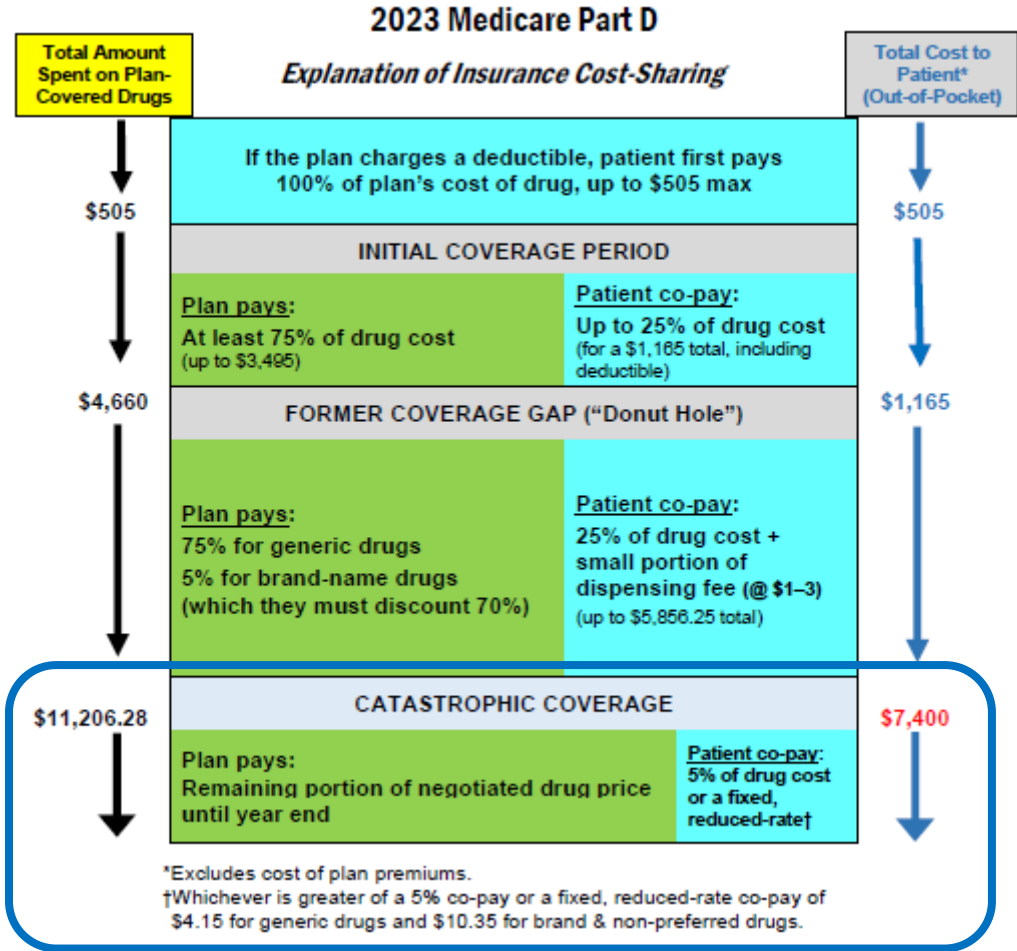 2023 Medicare Part D
Explanation of Insurance Cost-Sharing
Total Amount
Spent on Plan-
Covered Drugs
Total Cost to
Patient*
(Out-of-Pocket)
If the plan charges a deductible, patient first pays
100% of plan's cost of drug, up to $505 max
$505
$505
INITIAL COVERAGE PERIOD
Plan pays:
At least 75% of drug cost
(up to $3,495)
Patient co-pay:
Up to 25% of drug cost
(for a $1,165 total, including
deductible)
$4,660
$1,165
FORMER COVERAGE GAP ("Donut Hole")
Plan pays:
75% for generic drugs
5% for brand-name drugs
(which they must discount 70%)
Patient co-pay:
25% of drug cost +
small portion of
dispensing fee (@ $1–3)
(up to $5,856.25 total)
$11,206.28
$7,400
CATASTROPHIC COVERAGE
Plan pays:
Remaining portion of negotiated drug price
until year end
Patient co-pay:
5% of drug cost
or a fixed,
reduced-rate†
*Excludes cost of plan premiums.
†Whichever is greater of a 5% co-pay or a fixed, reduced-rate co-pay of
$4.15 for generic drugs and $10.35 for brand & non-preferred drugs.